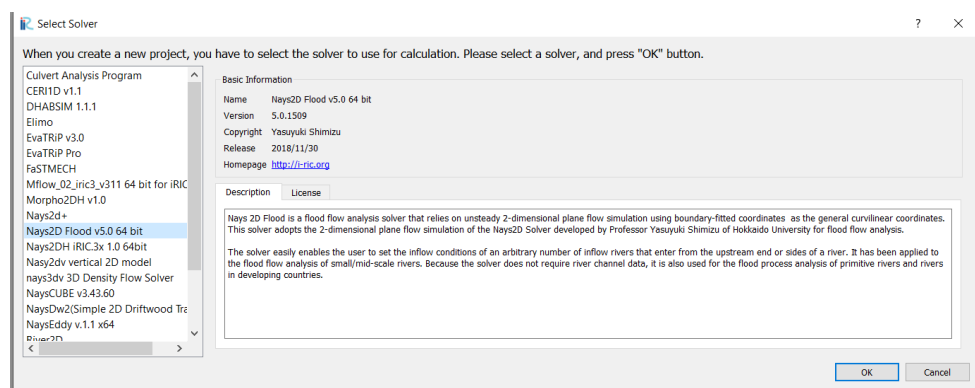 Select Solver
When you create a new project, you have to select the solver to use for calculation. Please select a solver, and press "OK" button.
Culvert Analysis Program
CERI1D v1.1
DHABSIM 1.1.1
Elimo
EvaTRiP v3.0
EvaTRiP Pro
FaSTMECH
Mflow_02_iric3_v311 64 bit for iRIC
Morpho2DH v1.0
Nays2d+
Nays2D Flood v5.0 64 bit
Nays2DH iRIC.3x 1.0 64bit
Nasy2dv vertical 2D model
nays3dv 3D Density Flow Solver
NaysCUBE v3.43.60
NaysDw2(Simple 2D Driftwood Tra
NaysEddy v.1.1 x64
River2D
Basic Information
Name Nays2D Flood v5.0 64 bit
Version 5.0.1509
Copyright Yasuyuki Shimizu
Release 2018/11/30
Homepage http://i-ric.org
Description License
Nays 2D Flood is a flood flow analysis solver that relies on unsteady 2-dimensional plane flow simulation using boundary-fitted coordinates as the general curvilinear coordinates.
This solver adopts the 2-dimensional plane flow simulation of the Nays2D Solver developed by Professor Yasuyuki Shimizu of Hokkaido University for flood flow analysis.
The solver easily enables the user to set the inflow conditions of an arbitrary number of inflow rivers that enter from the upstream end or sides of a river. It has been applied to
the flood flow analysis of small/mid-scale rivers. Because the solver does not require river channel data, it is also used for the flood process analysis of primitive rivers and rivers
in developing countries.
OK Cancel